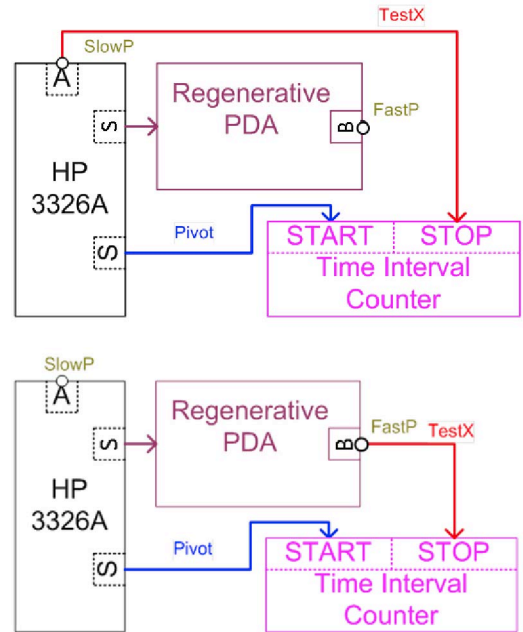 TestX
SlowP
A
Regenerative
PDA
S
B
FastP
HP
3326A
Pivot
S
START
STOP
Time Interval
Counter
SlowP
A
Regenerative
PDA
S
B
FastP
TestX
HP
3326A
Pivot
S
START
STOP
Time Interval
Counter